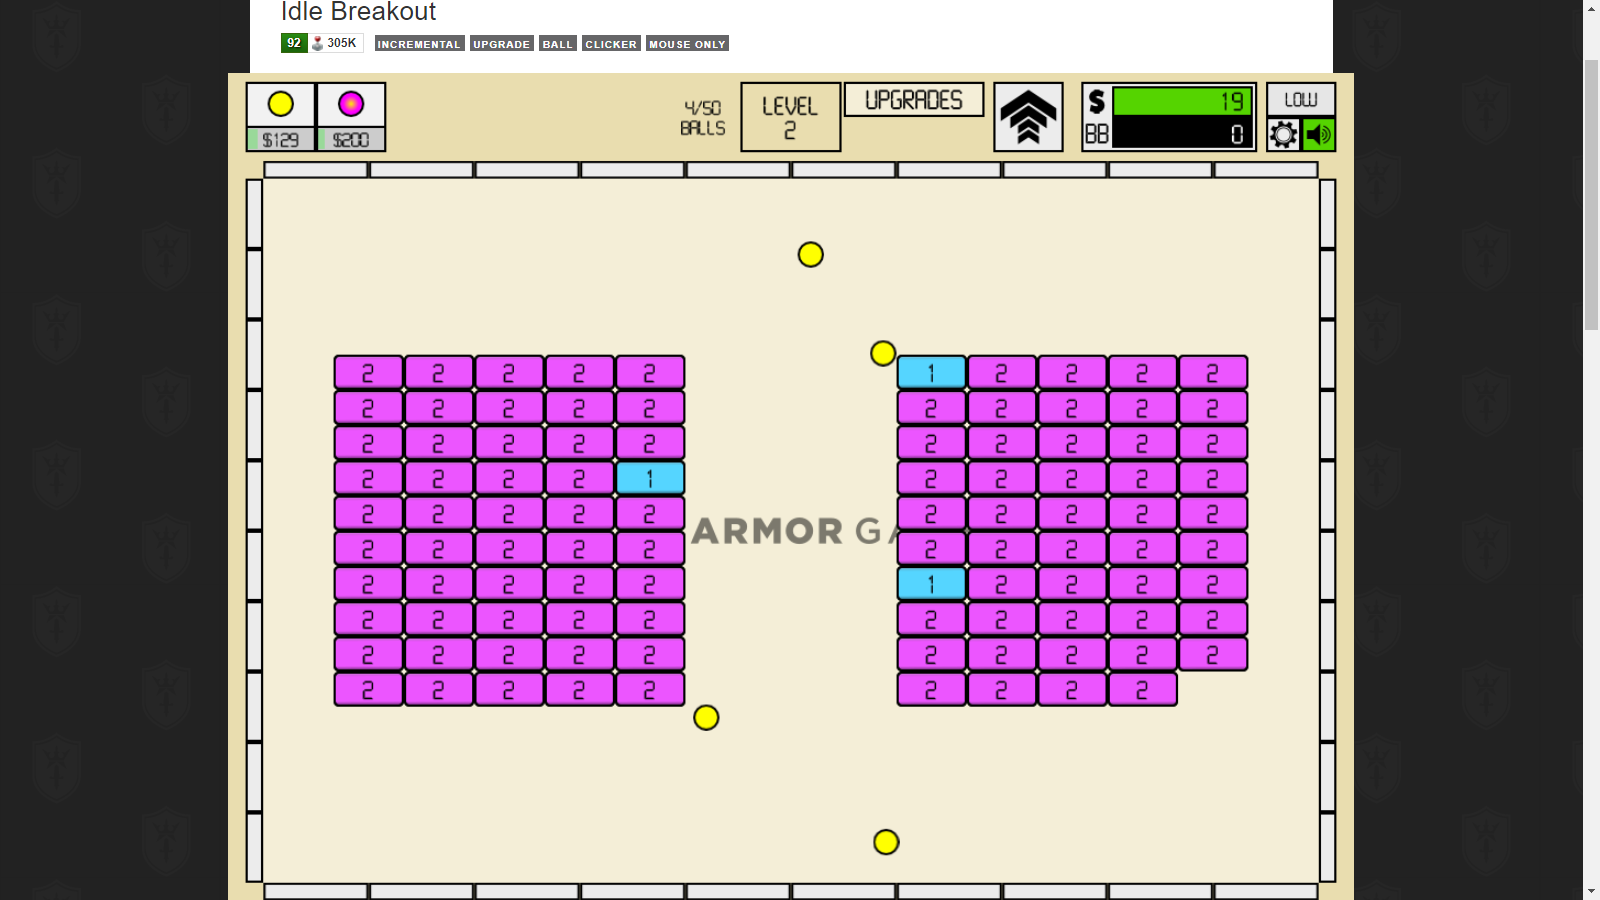 Idle Breakout
92 305K INCREMENTAL UPGRADE BALL CLICKER MOUSE ONLY
$129 $200
4/50
BALLS
LEVEL
2
UPGRADES
$ 19
BB 0
LOW
2 2 2 2 2 1 2 2 2 2
2 2 2 2 2 2 2 2 2 2
2 2 2 2 2 2 2 2 2 2
2 2 2 2 1 2 2 2 2 2
2 2 2 2 2 2 2 2 2 2
ARMOR GA
2 2 2 2 2 2 2 2 2 2
2 2 2 2 2 1 2 2 2 2
2 2 2 2 2 2 2 2 2 2
2 2 2 2 2 2 2 2 2 2
2 2 2 2 2 2 2 2 2